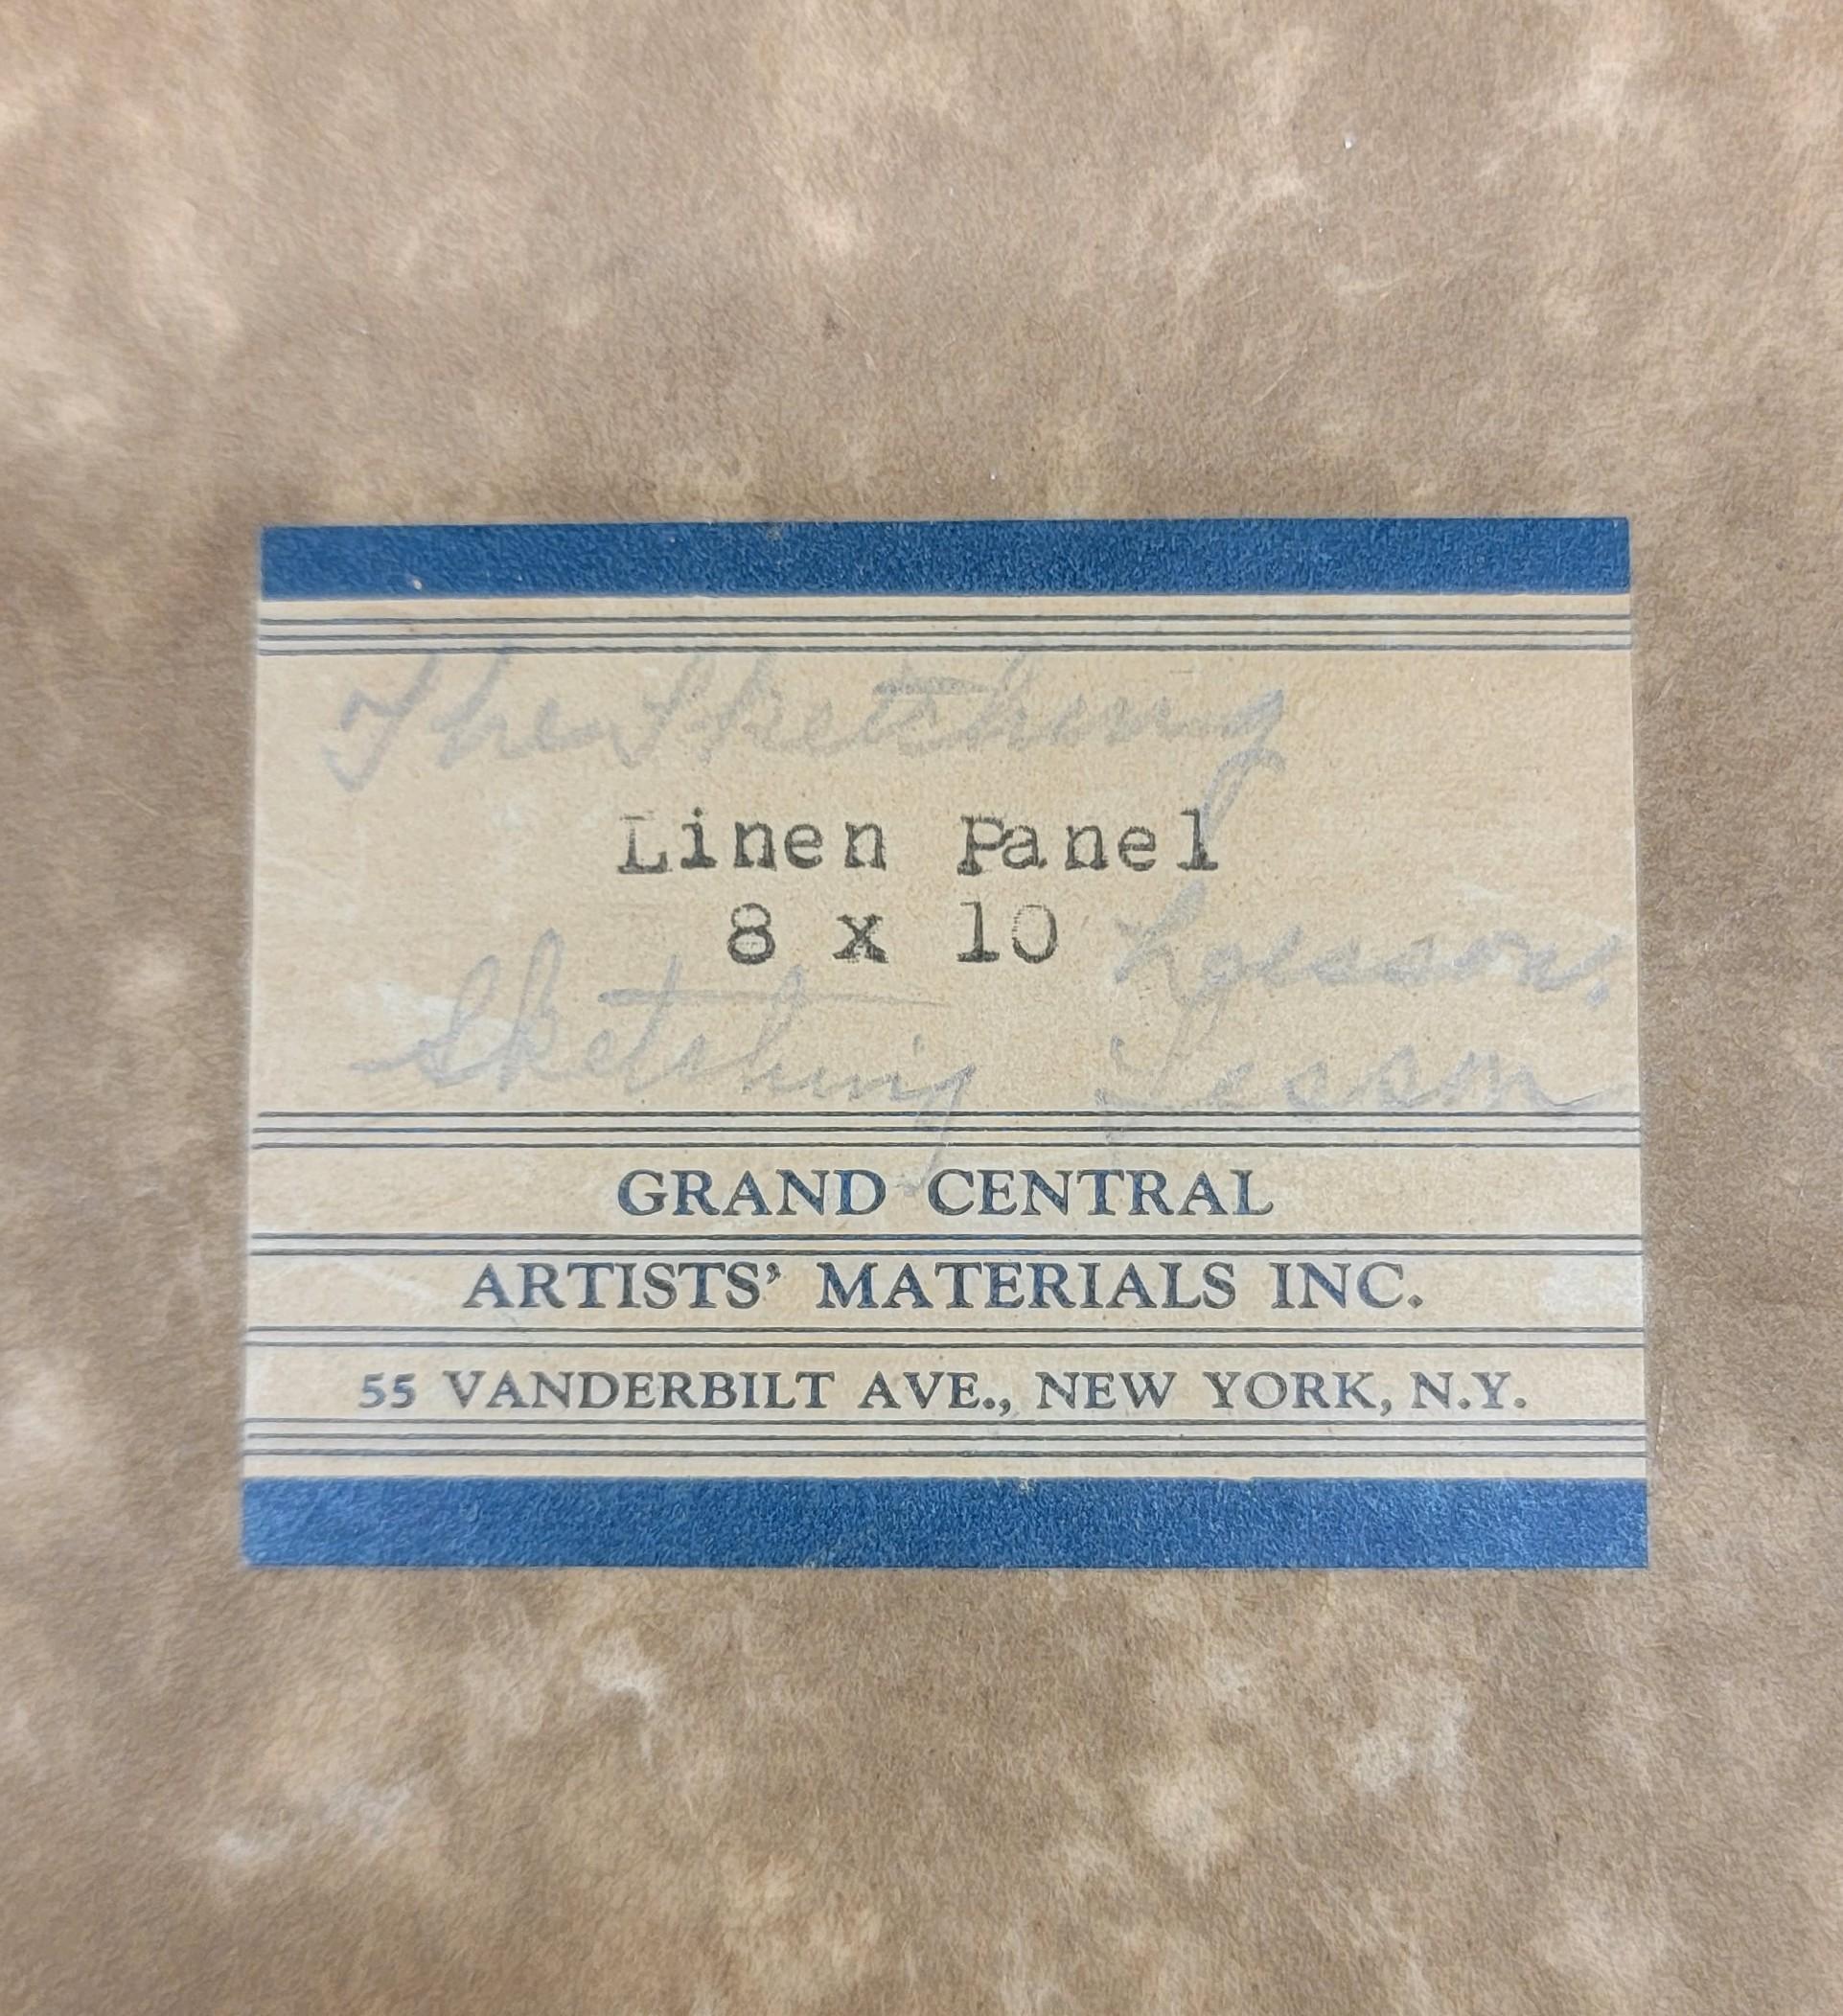 The Sketching
Linen Panel
8 x 10
Lesson.
Sketching Lesson
GRAND CENTRAL
ARTISTS' MATERIALS INC.
55 VANDERBILT AVE., NEW YORK, N.Y.